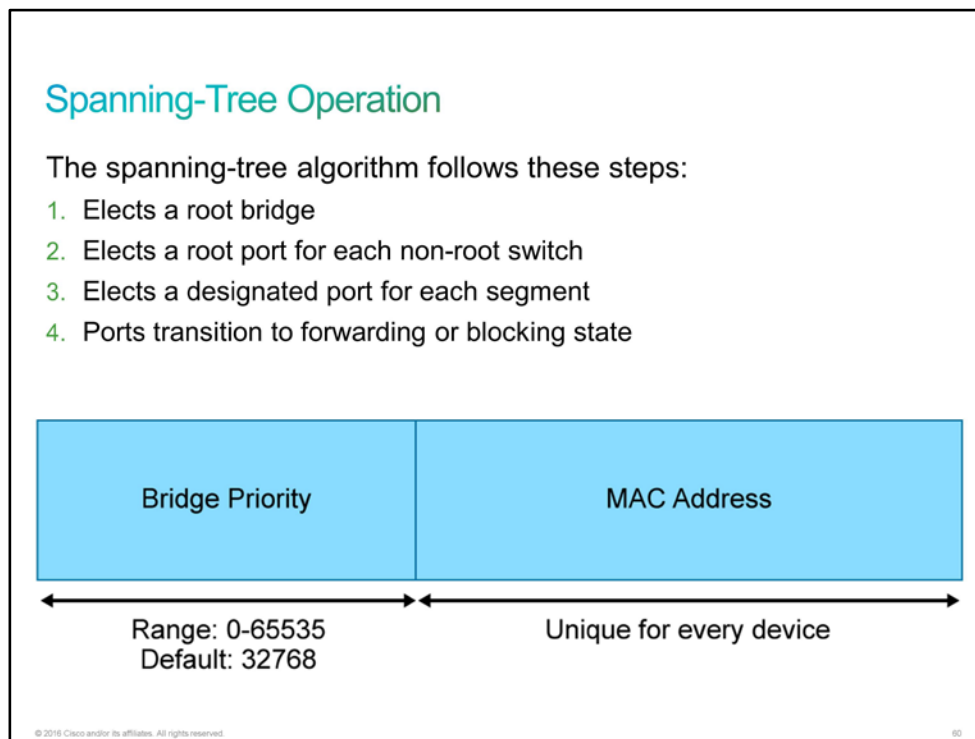 Spanning-Tree Operation
The spanning-tree algorithm follows these steps:
1. Elects a root bridge
2. Elects a root port for each non-root switch
3. Elects a designated port for each segment
4. Ports transition to forwarding or blocking state
Bridge Priority
MAC Address
Range: 0-65535
Default: 32768
Unique for every device
© 2016 Cisco and/or its affiliates. All rights reserved.
60